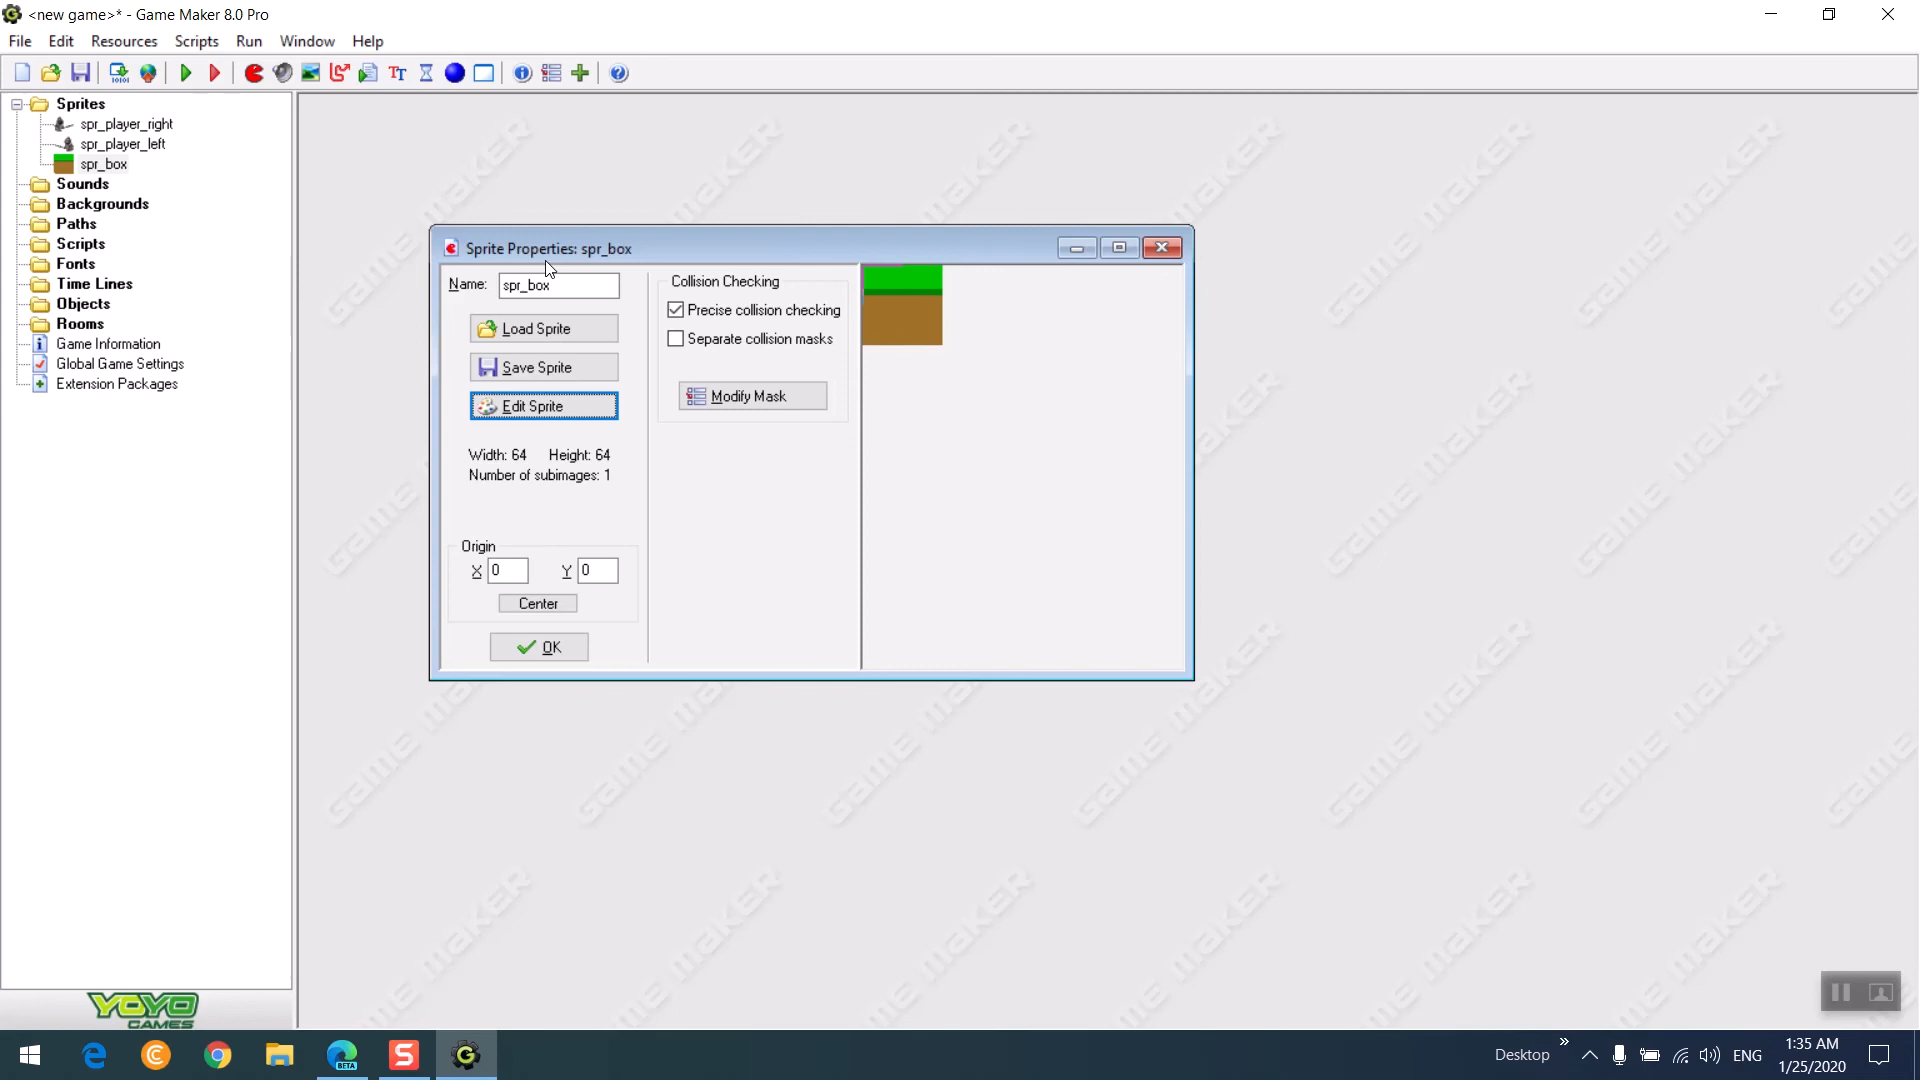 <new game>* - Game Maker 8.0 Pro
File Edit Resources Scripts Run Window Help
Sprites
spr_player_right
spr_player_left
spr_box
Sounds
Backgrounds
Paths
Scripts
Fonts
Time Lines
Objects
Rooms
Game Information
Global Game Settings
Extension Packages
Sprite Properties: spr_box
Name: spr_box
Load Sprite
Save Sprite
Edit Sprite
Width: 64 Height: 64
Number of subimages: 1
Origin
X 0 Y 0
Center
OK
Collision Checking
Precise collision checking
Separate collision masks
Modify Mask
GAME MAKER
YOYO
GAMES
BETA
Desktop
ENG
1:35 AM
1/25/2020